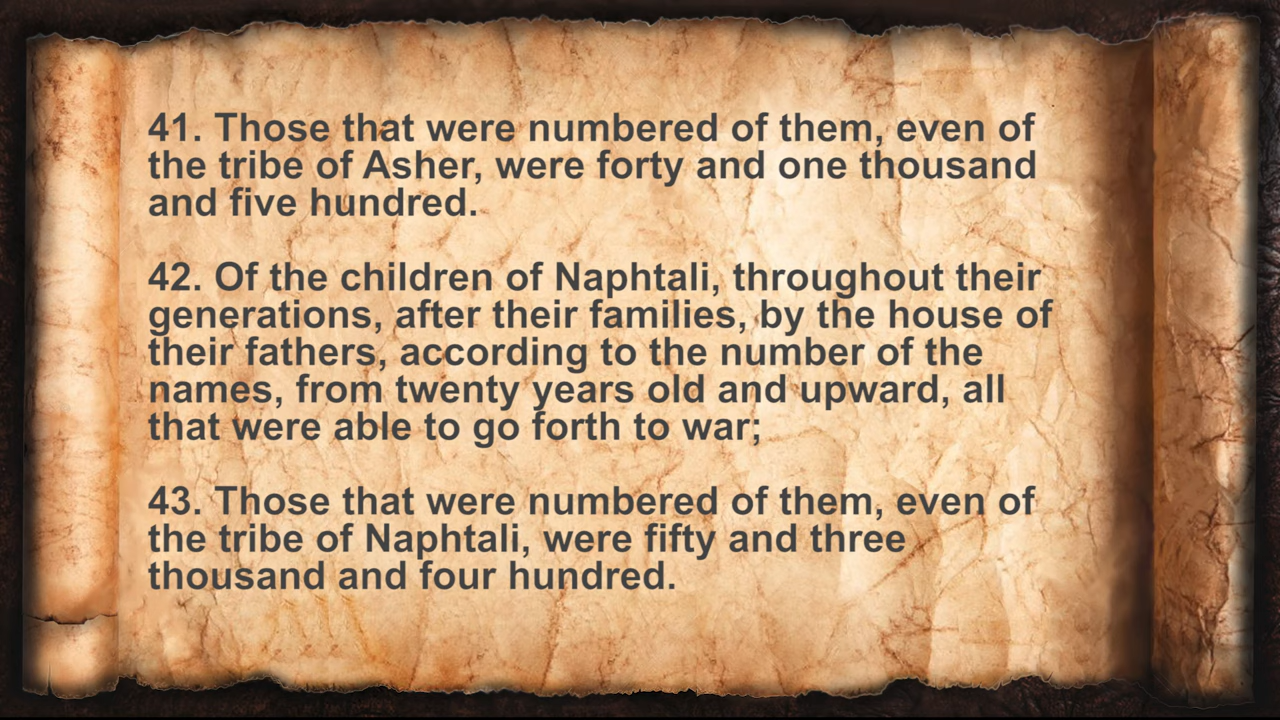 41. Those that were numbered of them, even of
the tribe of Asher, were forty and one thousand
and five hundred.
42. Of the children of Naphtali, throughout their
generations, after their families, by the house of
their fathers, according to the number of the
names, from twenty years old and upward, all
that were able to go forth to war;
43. Those that were numbered of them, even of
the tribe of Naphtali, were fifty and three
thousand and four hundred.